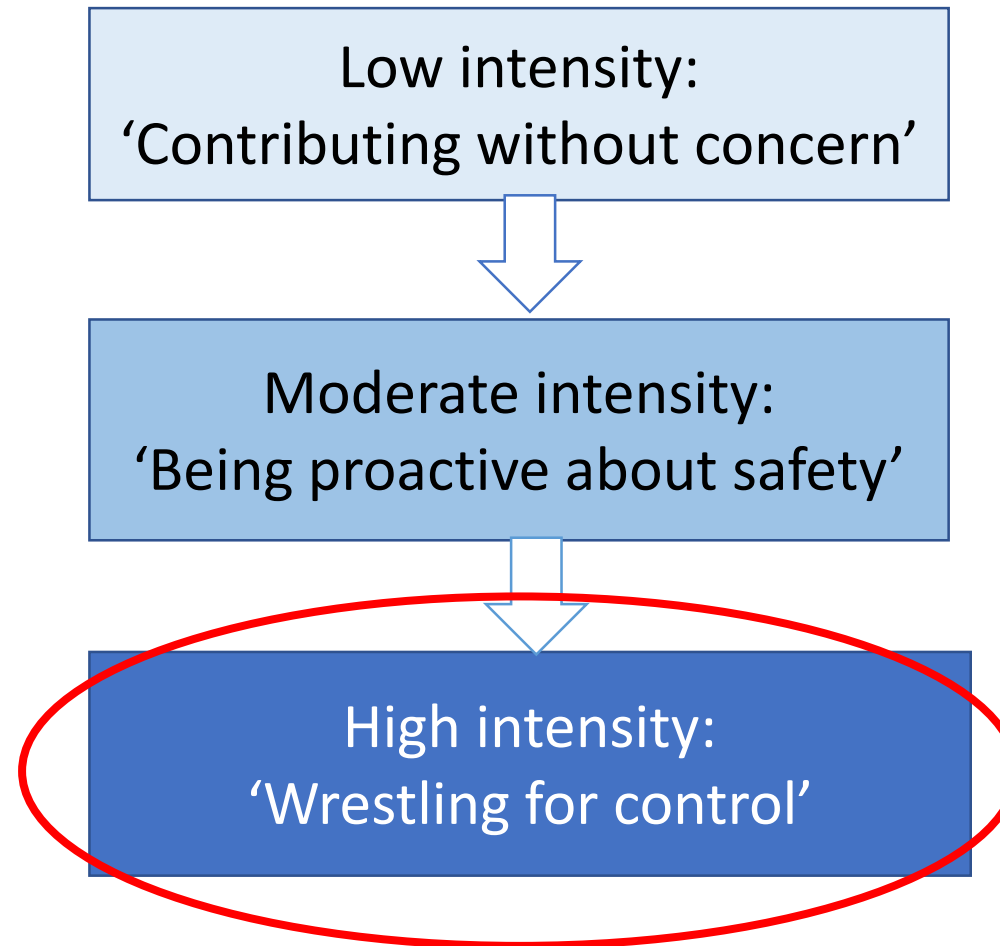 Low intensity:
‘Contributing without concern’
Moderate intensity:
‘Being proactive about safety’
High intensity:
‘Wrestling for control’